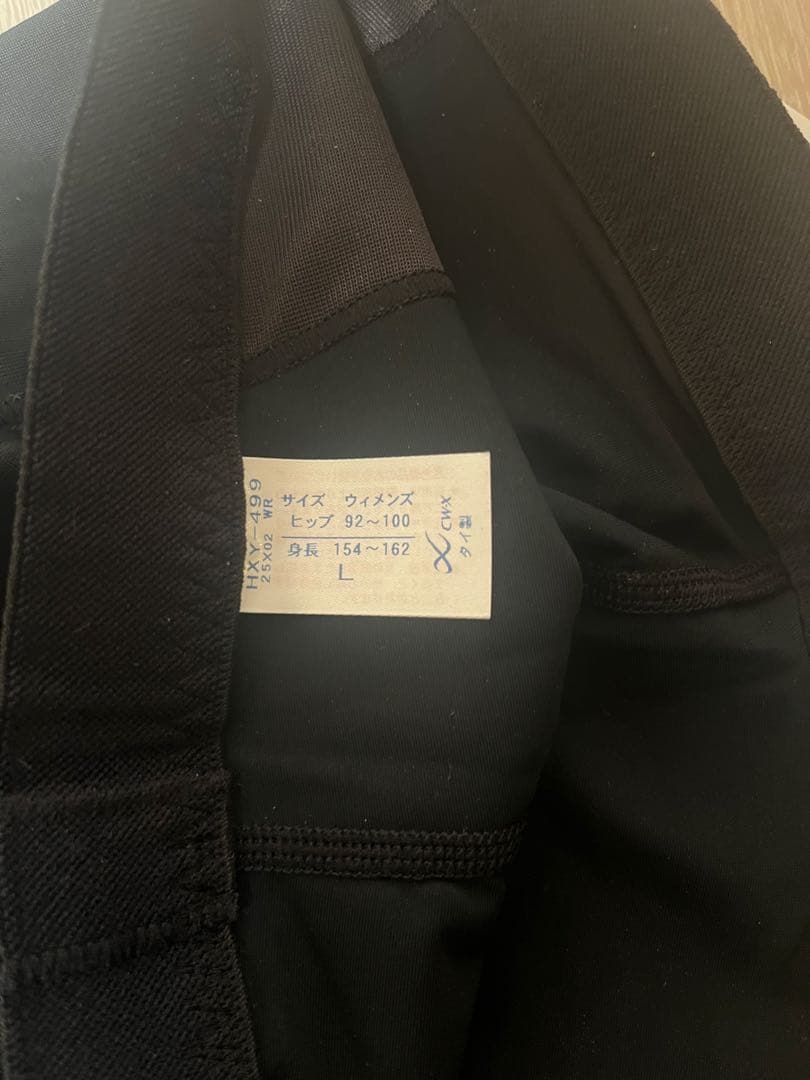 サイズ ウィメンズ
ヒップ 92～100
身長 154～162
L
HXY-499
25X02 WR
CW-X
タイ製